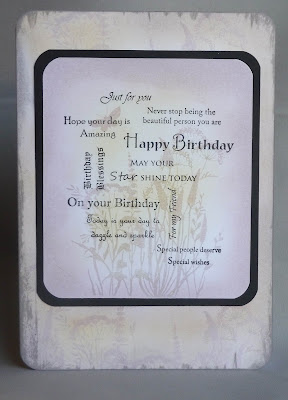 Just for you
Never stop being the
beautiful person you are
Hope your day is
Amazing
Happy Birthday
Birthday
Blessings
MAY YOUR
Star SHINE TODAY
On your Birthday
Today is your day to
dazzle and sparkle
For my friend
Special people deserve
Special wishes